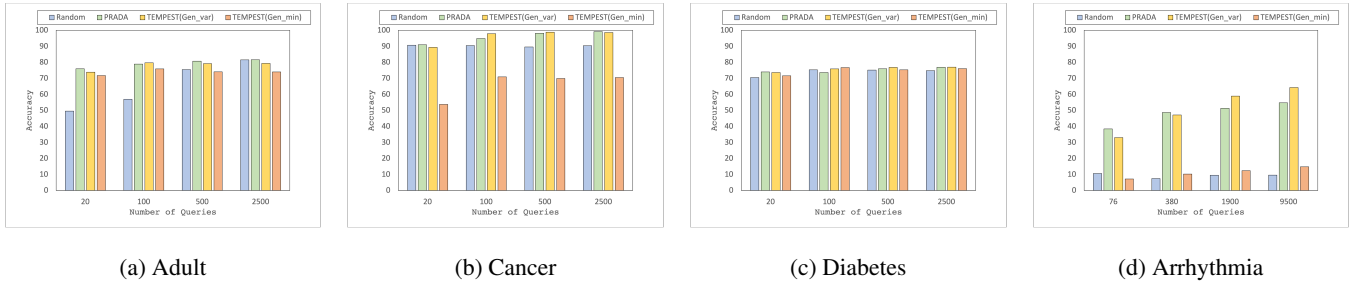 Random PRADA TEMPEST(Gen_var) TEMPEST(Gen_min)
100
90
80
70
60
50
40
30
20
10
0
Accuracy
20 100 500 2500
Number of Queries
(a) Adult
Random PRADA TEMPEST(Gen_var) TEMPEST(Gen_min)
100
90
80
70
60
50
40
30
20
10
0
Accuracy
20 100 500 2500
Number of Queries
(b) Cancer
Random PRADA TEMPEST(Gen_var) TEMPEST(Gen_min)
100
90
80
70
60
50
40
30
20
10
0
Accuracy
20 100 500 2500
Number of Queries
(c) Diabetes
Random PRADA TEMPEST(Gen_var) TEMPEST(Gen_min)
100
90
80
70
60
50
40
30
20
10
0
Accuracy
76 380 1900 9500
Number of Queries
(d) Arrhythmia